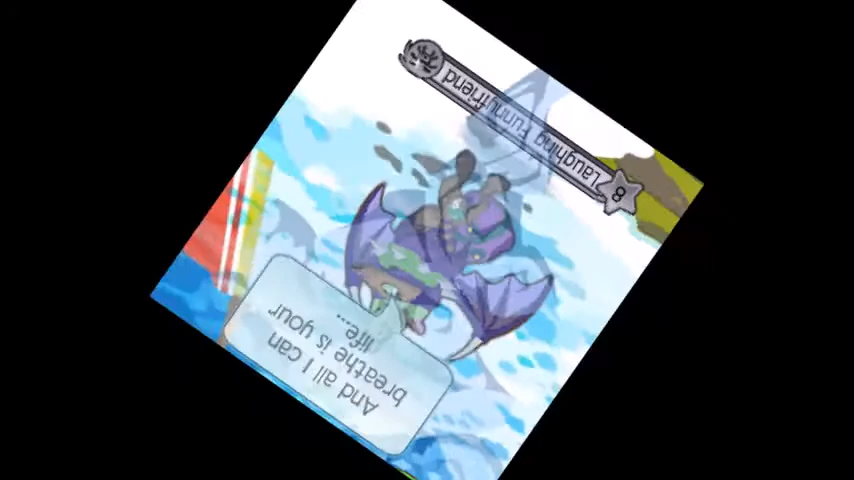 And all I can
breathe is your
life...
Laughing Funnyfriend
8